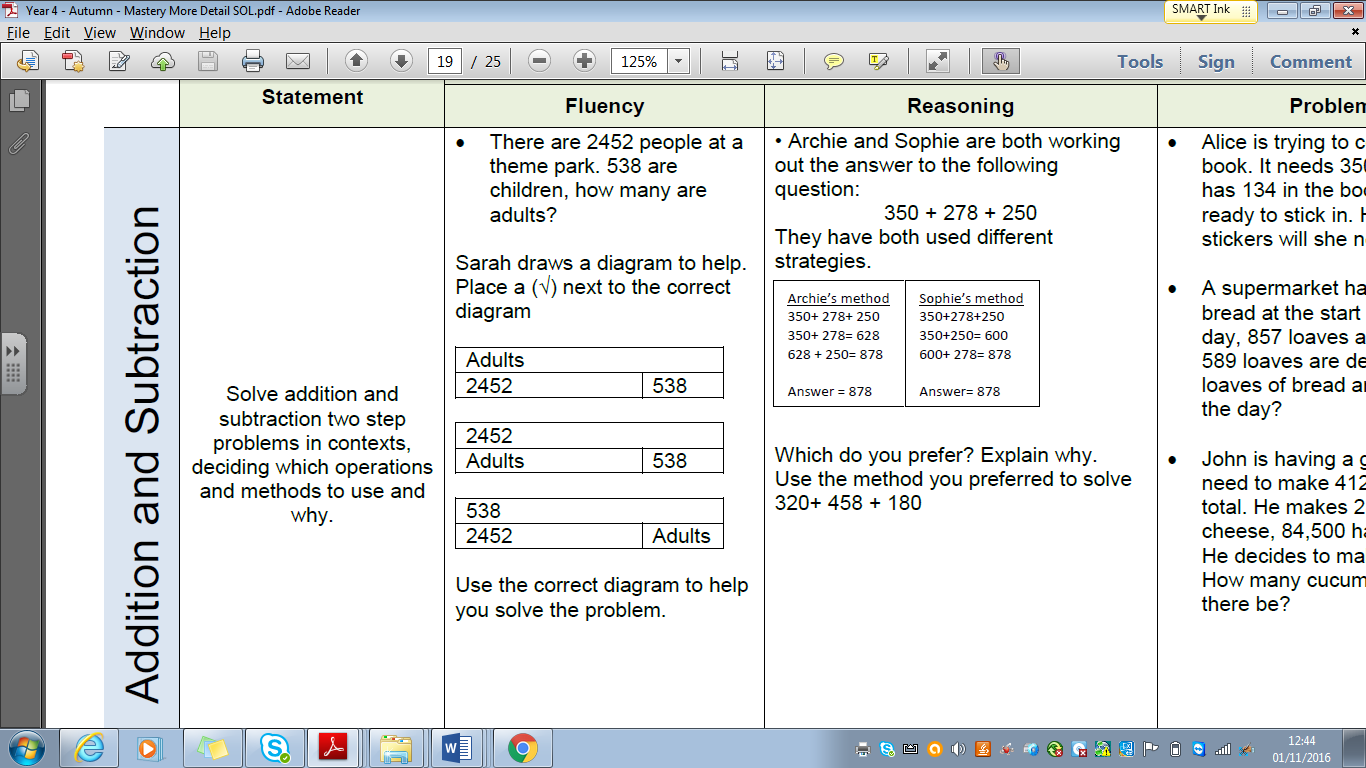 Year 4 - Autumn - Mastery More Detail SOL.pdf - Adobe Reader
SMART Ink
File Edit View Window Help
19 / 25
125%
Tools Sign Comment
Statement
Fluency
Reasoning
Problem
Addition and Subtraction
Solve addition and
subtraction two step
problems in contexts,
deciding which operations
and methods to use and
why.
• There are 2452 people at a
theme park. 538 are
children, how many are
adults?
Sarah draws a diagram to help.
Place a (√) next to the correct
diagram
Adults
2452 538
2452
Adults 538
538
2452 Adults
Use the correct diagram to help
you solve the problem.
• Archie and Sophie are both working
out the answer to the following
question:
350 + 278 + 250
They have both used different
strategies.
Archie's method
350+ 278+ 250
350+ 278= 628
628 + 250= 878
Answer = 878
Sophie's method
350+278+250
350+250= 600
600+ 278= 878
Answer= 878
Which do you prefer? Explain why.
Use the method you preferred to solve
320+ 458 + 180
• Alice is trying to c
book. It needs 350
has 134 in the boo
ready to stick in. H
stickers will she ne
• A supermarket ha
bread at the start
day, 857 loaves a
589 loaves are de
loaves of bread ar
the day?
• John is having a g
need to make 412
total. He makes 2
cheese, 84,500 ha
He decides to ma
How many cucum
there be?
12:44
01/11/2016